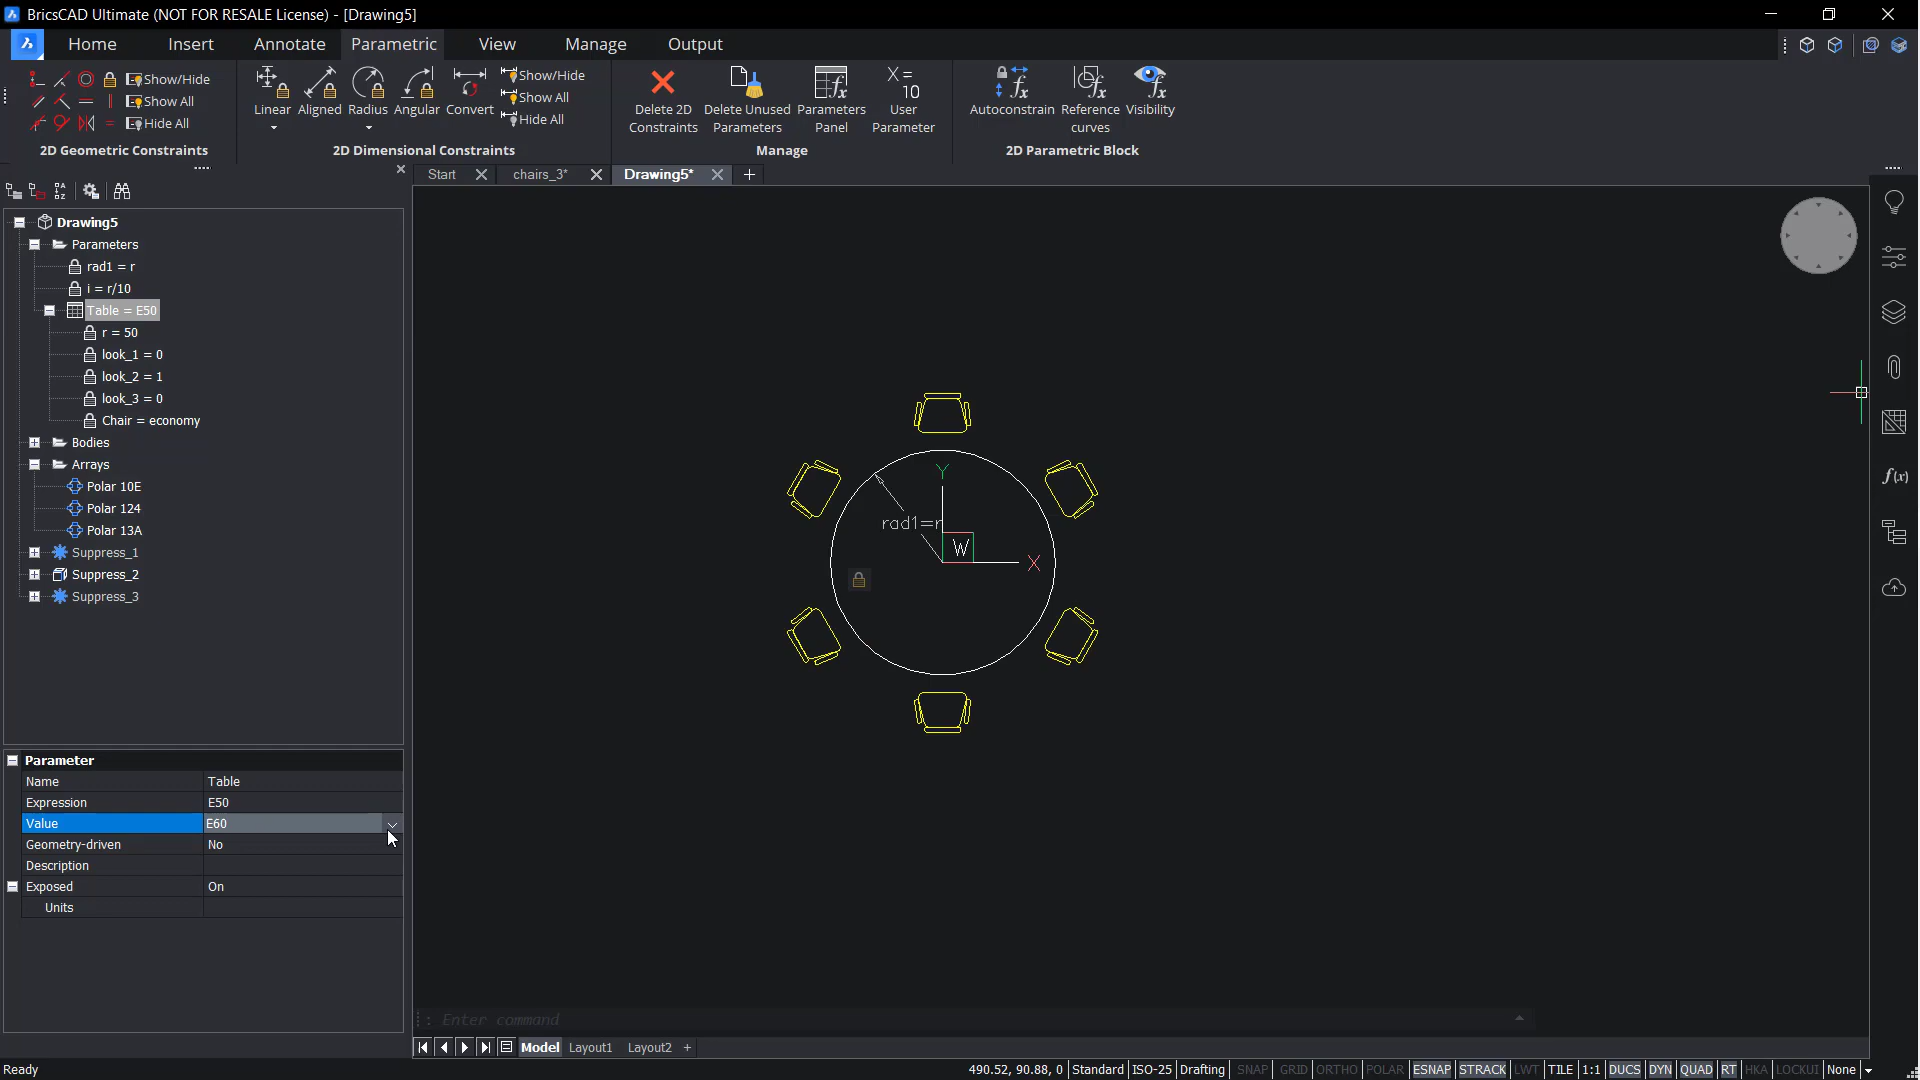 BricsCAD Ultimate (NOT FOR RESALE License) - [Drawing5]
Home Insert Annotate Parametric View Manage Output
Show/Hide
Show All
Hide All
2D Geometric Constraints
Linear Aligned Radius Angular Convert
Show/Hide
Show All
Hide All
2D Dimensional Constraints
Delete 2D Constraints
Delete Unused Parameters
Parameters Panel
X=
10
User Parameter
Manage
Autoconstrain
Reference curves
Visibility
2D Parametric Block
Start chairs_3* Drawing5*
Drawing5
Parameters
rad1 = r
i = r/10
Table = E50
r = 50
look_1 = 0
look_2 = 1
look_3 = 0
Chair = economy
Bodies
Arrays
Polar 10E
Polar 124
Polar 13A
Suppress_1
Suppress_2
Suppress_3
Y
rad1=r
W
X
f(x)
Parameter
Name Table
Expression E50
Value E60
Geometry-driven No
Description
Exposed On
Units
: Enter command
Model Layout1 Layout2 +
Ready 490.52, 90.88, 0 Standard ISO-25 Drafting SNAP GRID ORTHO POLAR ESNAP STRACK LWT TILE 1:1 DUCS DYN QUAD RT HKA LOCKUI None